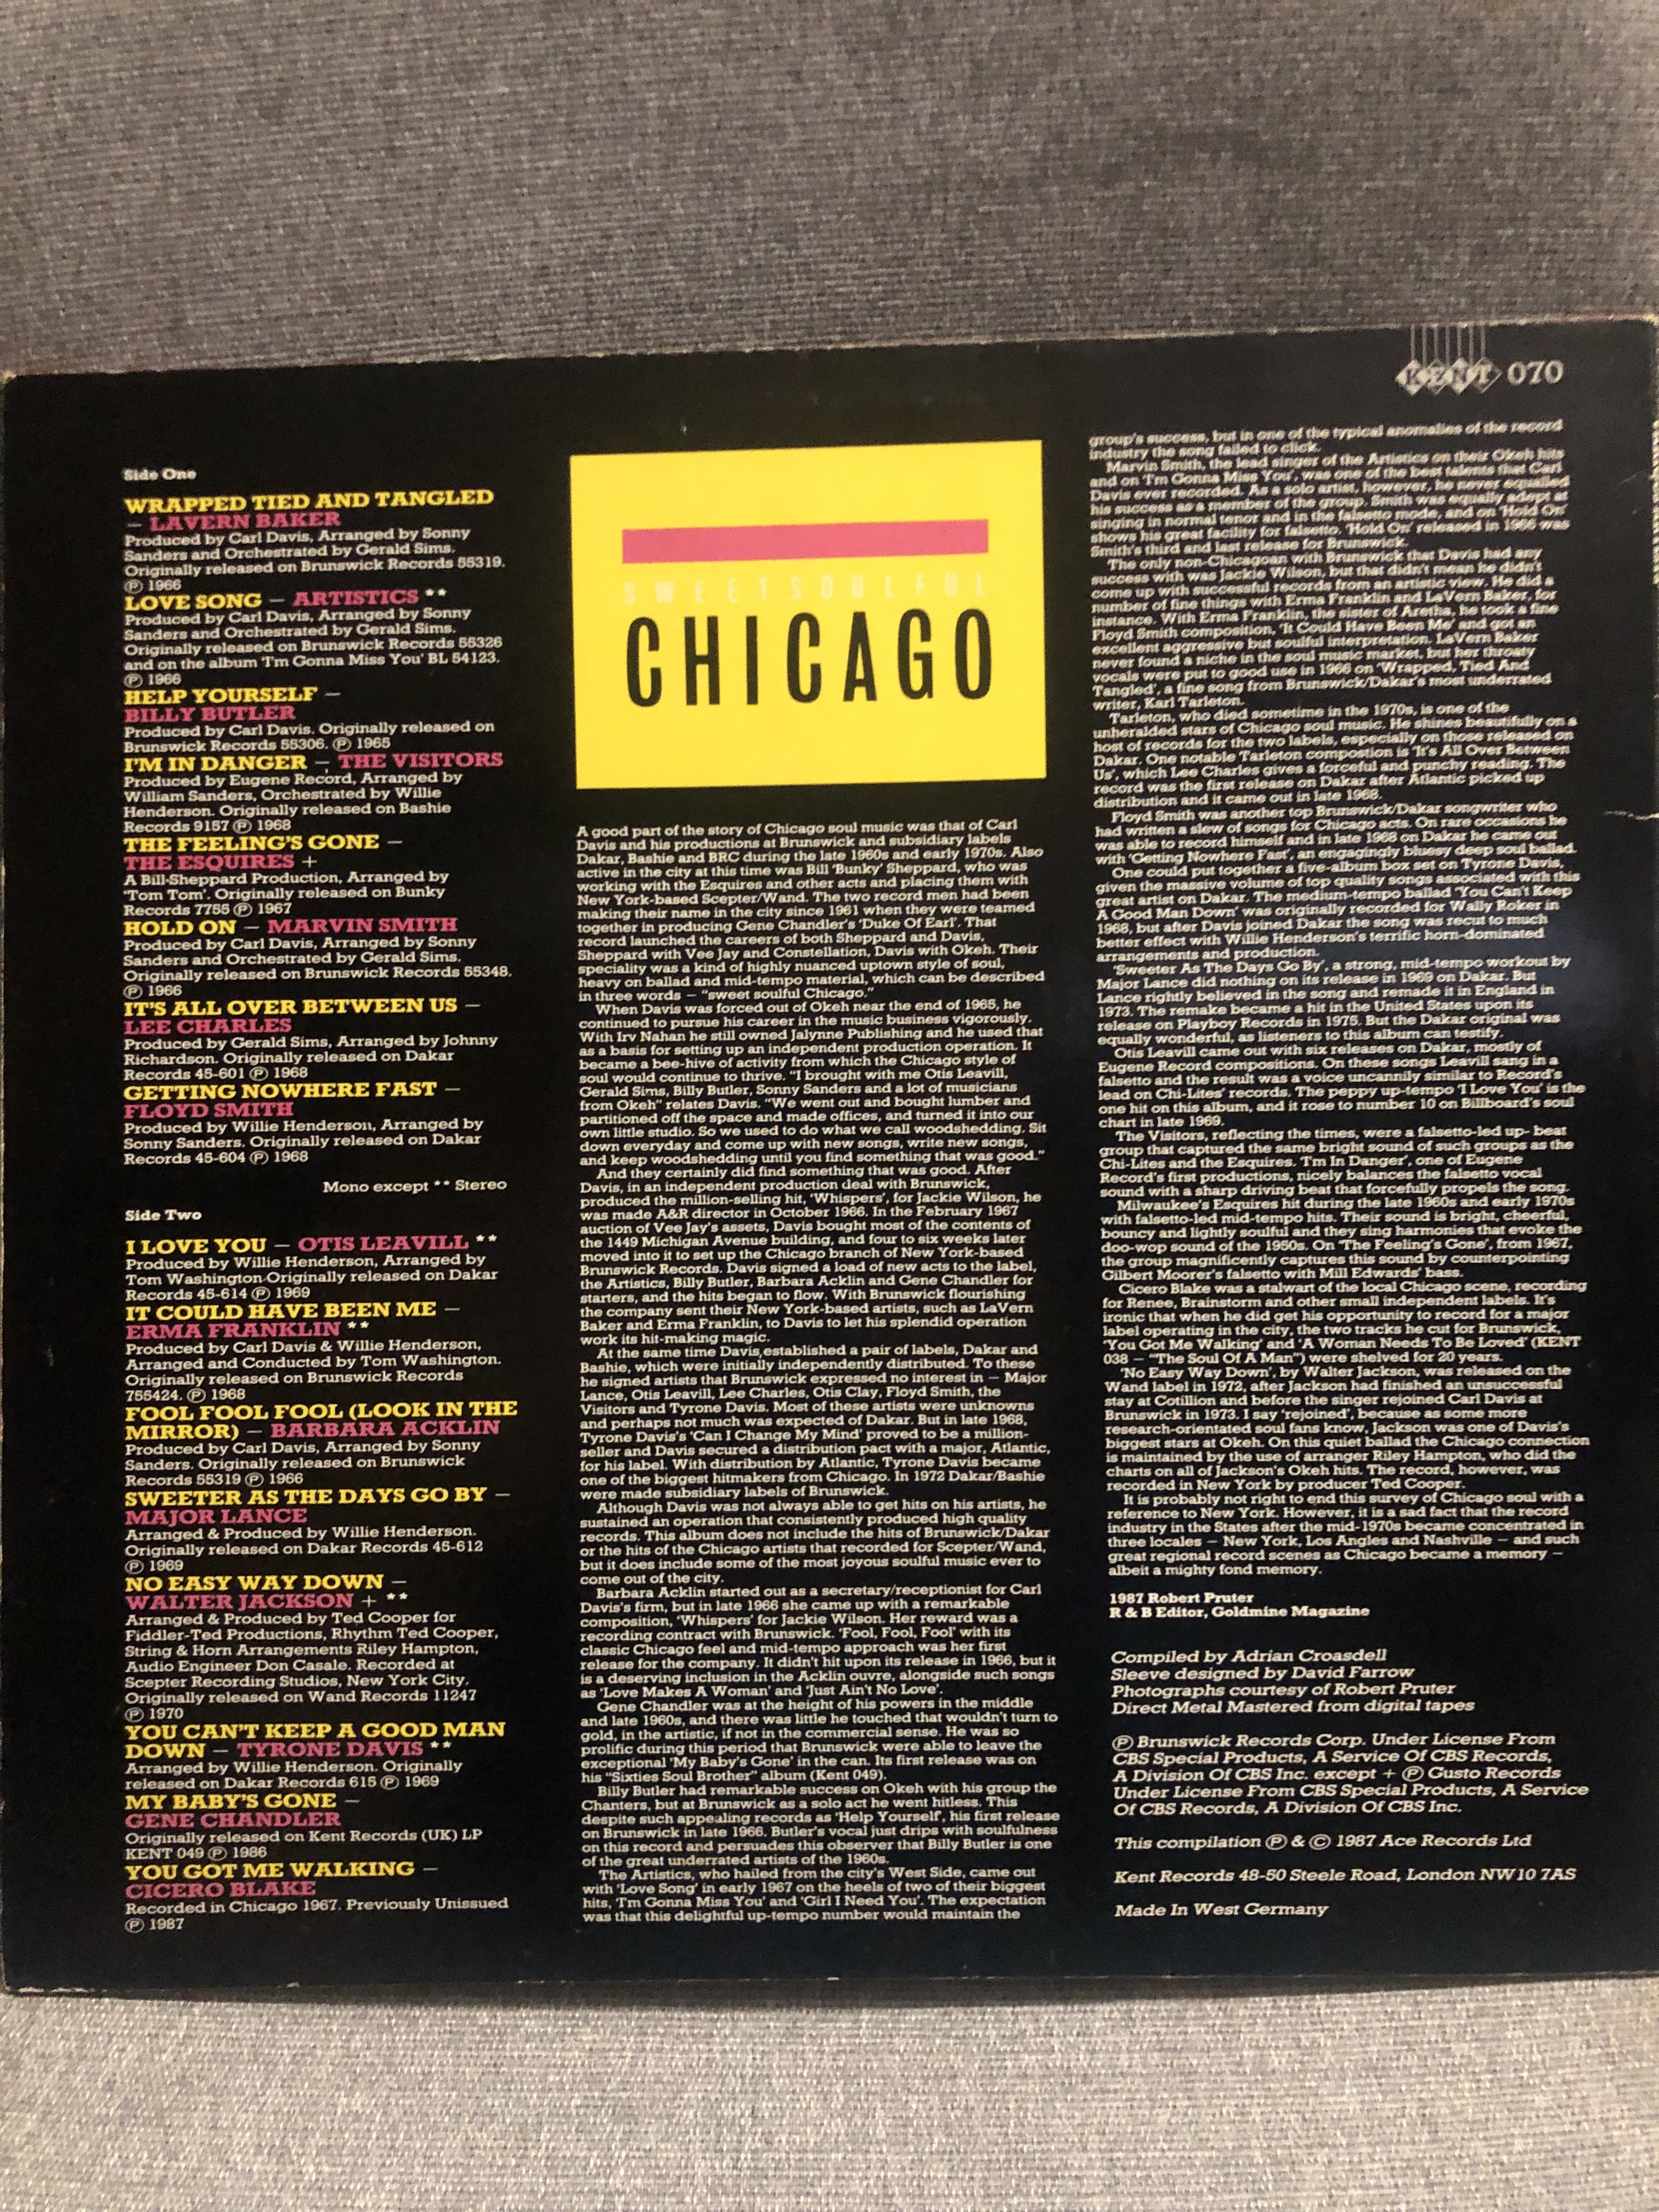 KENT 070
Side One
WRAPPED TIED AND TANGLED
– LAVERN BAKER
Produced by Carl Davis, Arranged by Sonny
Sanders and Orchestrated by Gerald Sims.
Originally released on Brunswick Records 55319.
℗ 1966
LOVE SONG – ARTISTICS **
Produced by Carl Davis, Arranged by Sonny
Sanders and Orchestrated by Gerald Sims.
Originally released on Brunswick Records 55326
and on the album 'I'm Gonna Miss You' BL 54123.
℗ 1966
HELP YOURSELF –
BILLY BUTLER
Produced by Carl Davis. Originally released on
Brunswick Records 55306. ℗ 1965
I'M IN DANGER – THE VISITORS
Produced by Eugene Record, Arranged by
William Sanders, Orchestrated by Willie
Henderson. Originally released on Bashie
Records 9157 ℗ 1968
THE FEELING'S GONE –
THE ESQUIRES +
A Bill-Sheppard Production, Arranged by
'Tom Tom'. Originally released on Bunky
Records 7755 ℗ 1967
HOLD ON – MARVIN SMITH
Produced by Carl Davis, Arranged by Sonny
Sanders and Orchestrated by Gerald Sims.
Originally released on Brunswick Records 55348.
℗ 1966
IT'S ALL OVER BETWEEN US –
LEE CHARLES
Produced by Gerald Sims, Arranged by Johnny
Richardson. Originally released on Dakar
Records 45-601 ℗ 1968
GETTING NOWHERE FAST –
FLOYD SMITH
Produced by Willie Henderson, Arranged by
Sonny Sanders. Originally released on Dakar
Records 45-604 ℗ 1968
Mono except ** Stereo
Side Two
I LOVE YOU – OTIS LEAVILL **
Produced by Willie Henderson, Arranged by
Tom Washington. Originally released on Dakar
Records 45-614 ℗ 1969
IT COULD HAVE BEEN ME –
ERMA FRANKLIN **
Produced by Carl Davis & Willie Henderson,
Arranged and Conducted by Tom Washington.
Originally released on Brunswick Records
755424. ℗ 1968
FOOL FOOL FOOL (LOOK IN THE
MIRROR) – BARBARA ACKLIN
Produced by Carl Davis, Arranged by Sonny
Sanders. Originally released on Brunswick
Records 55319 ℗ 1966
SWEETER AS THE DAYS GO BY –
MAJOR LANCE
Arranged & Produced by Willie Henderson.
Originally released on Dakar Records 45-612
℗ 1969
NO EASY WAY DOWN –
WALTER JACKSON + **
Arranged & Produced by Ted Cooper for
Fiddler-Ted Productions, Rhythm Ted Cooper,
String & Horn Arrangements Riley Hampton,
Audio Engineer Don Casale. Recorded at
Scepter Recording Studios, New York City.
Originally released on Wand Records 11247
℗ 1970
YOU CAN'T KEEP A GOOD MAN
DOWN – TYRONE DAVIS **
Arranged by Willie Henderson. Originally
released on Dakar Records 615 ℗ 1969
MY BABY'S GONE –
GENE CHANDLER
Originally released on Kent Records (UK) LP
KENT 049 ℗ 1986
YOU GOT ME WALKING –
CICERO BLAKE
Recorded in Chicago 1967. Previously Unissued
℗ 1987
SWEET SOULFUL
CHICAGO
A good part of the story of Chicago soul music was that of Carl
Davis and his productions at Brunswick and subsidiary labels
Dakar, Bashie and BRC during the late 1960s and early 1970s. Also
active in the city at this time was Bill 'Bunky' Sheppard, who was
working with the Esquires and other acts and placing them with
New York-based Scepter/Wand. The two record men had been
making their name in the city since 1961 when they were teamed
together in producing Gene Chandler's 'Duke Of Earl'. That
record launched the careers of both Sheppard and Davis,
Sheppard with Vee Jay and Constellation, Davis with Okeh. Their
speciality was a kind of highly nuanced uptown style of soul,
heavy on ballad and mid-tempo material, which can be described
in three words – "sweet soulful Chicago."
When Davis was forced out of Okeh near the end of 1965, he
continued to pursue his career in the music business vigorously.
With Irv Nahan he still owned Jalynne Publishing and he used that
as a basis for setting up an independent production operation. It
became a bee-hive of activity from which the Chicago style of
soul would continue to thrive. "I brought with me Otis Leavill,
Gerald Sims, Billy Butler, Sonny Sanders and a lot of musicians
from Okeh" relates Davis. "We went out and bought lumber and
partitioned off the space and made offices, and turned it into our
own little studio. So we used to do what we call woodshedding. Sit
down everyday and come up with new songs, write new songs,
and keep woodshedding until you find something that was good."
And they certainly did find something that was good. After
Davis, in an independent production deal with Brunswick,
produced the million-selling hit, 'Whispers', for Jackie Wilson, he
was made A&R director in October 1966. In the February 1967
auction of Vee Jay's assets, Davis bought most of the contents of
the 1449 Michigan Avenue building, and four to six weeks later
moved into it to set up the Chicago branch of New York-based
Brunswick Records. Davis signed a load of new acts to the label,
the Artistics, Billy Butler, Barbara Acklin and Gene Chandler for
starters, and the hits began to flow. With Brunswick flourishing
the company sent their New York-based artists, such as LaVern
Baker and Erma Franklin, to Davis to let his splendid operation
work its hit-making magic.
At the same time Davis established a pair of labels, Dakar and
Bashie, which were initially independently distributed. To these
he signed artists that Brunswick expressed no interest in – Major
Lance, Otis Leavill, Lee Charles, Otis Clay, Floyd Smith, the
Visitors and Tyrone Davis. Most of these artists were unknowns
and perhaps not much was expected of Dakar. But in late 1968,
Tyrone Davis's 'Can I Change My Mind' proved to be a million-
seller and Davis secured a distribution pact with a major, Atlantic,
for his label. With distribution by Atlantic, Tyrone Davis became
one of the biggest hitmakers from Chicago. In 1972 Dakar/Bashie
were made subsidiary labels of Brunswick.
Although Davis was not always able to get hits on his artists, he
sustained an operation that consistently produced high quality
records. This album does not include the hits of Brunswick/Dakar
or the hits of the Chicago artists that recorded for Scepter/Wand,
but it does include some of the most joyous soulful music ever to
come out of the city.
Barbara Acklin started out as a secretary/receptionist for Carl
Davis's firm, but in late 1966 she came up with a remarkable
composition, 'Whispers' for Jackie Wilson. Her reward was a
recording contract with Brunswick. 'Fool, Fool, Fool' with its
classic Chicago feel and mid-tempo approach was her first
release for the company. It didn't hit upon its release in 1966, but it
is a deserving inclusion in the Acklin ouvre, alongside such songs
as 'Love Makes A Woman' and 'Just Ain't No Love'.
Gene Chandler was at the height of his powers in the middle
and late 1960s, and there was little he touched that wouldn't turn to
gold, in the artistic, if not in the commercial sense. He was so
prolific during this period that Brunswick were able to leave the
exceptional 'My Baby's Gone' in the can. Its first release was on
his "Sixties Soul Brother" album (Kent 049).
Billy Butler had remarkable success on Okeh with his group the
Chanters, but at Brunswick as a solo act he went hitless. This
despite such appealing records as 'Help Yourself', his first release
on Brunswick in late 1966. Butler's vocal just drips with soulfulness
on this record and persuades this observer that Billy Butler is one
of the great underrated artists of the 1960s.
The Artistics, who hailed from the city's West Side, came out
with 'Love Song' in early 1967 on the heels of two of their biggest
hits, 'I'm Gonna Miss You' and 'Girl I Need You'. The expectation
was that this delightful up-tempo number would maintain the
group's success, but in one of the typical anomalies of the record
industry the song failed to click.
Marvin Smith, the lead singer of the Artistics on their Okeh hits
and on 'I'm Gonna Miss You', was one of the best talents that Carl
Davis ever recorded. As a solo artist, however, he never equalled
his success as a member of the group. Smith was equally adept at
singing in normal tenor and in the falsetto mode, and on 'Hold On'
shows his great facility for falsetto. 'Hold On' released in 1966 was
Smith's third and last release for Brunswick.
The only non-Chicagoan with Brunswick that Davis had any
success with was Jackie Wilson, but that didn't mean he didn't
come up with successful records from an artistic view. He did a
number of fine things with Erma Franklin and LaVern Baker, for
instance. With Erma Franklin, the sister of Aretha, he took a fine
Floyd Smith composition, 'It Could Have Been Me' and got an
excellent aggressive but soulful interpretation. LaVern Baker
never found a niche in the soul music market, but her throaty
vocals were put to good use in 1966 on 'Wrapped, Tied And
Tangled', a fine song from Brunswick/Dakar's most underrated
writer, Karl Tarleton.
Tarleton, who died sometime in the 1970s, is one of the
unheralded stars of Chicago soul music. He shines beautifully on a
host of records for the two labels, especially on those released on
Dakar. One notable Tarleton compostion is 'It's All Over Between
Us', which Lee Charles gives a forceful and punchy reading. The
record was the first release on Dakar after Atlantic picked up
distribution and it came out in late 1968.
Floyd Smith was another top Brunswick/Dakar songwriter who
had written a slew of songs for Chicago acts. On rare occasions he
was able to record himself and in late 1968 on Dakar he came out
with 'Getting Nowhere Fast', an engagingly bluesy deep soul ballad.
One could put together a five-album box set on Tyrone Davis,
given the massive volume of top quality songs associated with this
great artist on Dakar. The medium-tempo ballad 'You Can't Keep
A Good Man Down' was originally recorded for Wally Roker in
1968, but after Davis joined Dakar the song was recut to much
better effect with Willie Henderson's terrific horn-dominated
arrangements and production.
'Sweeter As The Days Go By', a strong, mid-tempo workout by
Major Lance did nothing on its release in 1969 on Dakar. But
Lance rightly believed in the song and remade it in England in
1973. The remake became a hit in the United States upon its
release on Playboy Records in 1975. But the Dakar original was
equally wonderful, as listeners to this album can testify.
Otis Leavill came out with six releases on Dakar, mostly of
Eugene Record compositions. On these songs Leavill sang in a
falsetto and the result was a voice uncannily similar to Record's
lead on Chi-Lites' records. The peppy up-tempo 'I Love You' is the
one hit on this album, and it rose to number 10 on Billboard's soul
chart in late 1969.
The Visitors, reflecting the times, were a falsetto-led up- beat
group that captured the same bright sound of such groups as the
Chi-Lites and the Esquires. 'I'm In Danger', one of Eugene
Record's first productions, nicely balances the falsetto vocal
sound with a sharp driving beat that forcefully propels the song.
Milwaukee's Esquires hit during the late 1960s and early 1970s
with falsetto-led mid-tempo hits. Their sound is bright, cheerful,
bouncy and lightly soulful and they sing harmonies that evoke the
doo-wop sound of the 1950s. On 'The Feeling's Gone', from 1967,
the group magnificently captures this sound by counterpointing
Gilbert Moorer's falsetto with Mill Edwards' bass.
Cicero Blake was a stalwart of the local Chicago scene, recording
for Renee, Brainstorm and other small independent labels. It's
ironic that when he did get his opportunity to record for a major
label operating in the city, the two tracks he cut for Brunswick,
'You Got Me Walking' and 'A Woman Needs To Be Loved' (KENT
038 – "The Soul Of A Man") were shelved for 20 years.
'No Easy Way Down', by Walter Jackson, was released on the
Wand label in 1972, after Jackson had finished an unsuccessful
stay at Cotillion and before the singer rejoined Carl Davis at
Brunswick in 1973. I say 'rejoined', because as some more
research-orientated soul fans know, Jackson was one of Davis's
biggest stars at Okeh. On this quiet ballad the Chicago connection
is maintained by the use of arranger Riley Hampton, who did the
charts on all of Jackson's Okeh hits. The record, however, was
recorded in New York by producer Ted Cooper.
It is probably not right to end this survey of Chicago soul with a
reference to New York. However, it is a sad fact that the record
industry in the States after the mid-1970s became concentrated in
three locales – New York, Los Angles and Nashville – and such
great regional record scenes as Chicago became a memory –
albeit a mighty fond memory.
1987 Robert Pruter
R & B Editor, Goldmine Magazine
Compiled by Adrian Croasdell
Sleeve designed by David Farrow
Photographs courtesy of Robert Pruter
Direct Metal Mastered from digital tapes
℗ Brunswick Records Corp. Under License From
CBS Special Products, A Service Of CBS Records,
A Division Of CBS Inc. except + ℗ Gusto Records
Under License From CBS Special Products, A Service
Of CBS Records, A Division Of CBS Inc.
This compilation ℗ & © 1987 Ace Records Ltd
Kent Records 48-50 Steele Road, London NW10 7AS
Made In West Germany